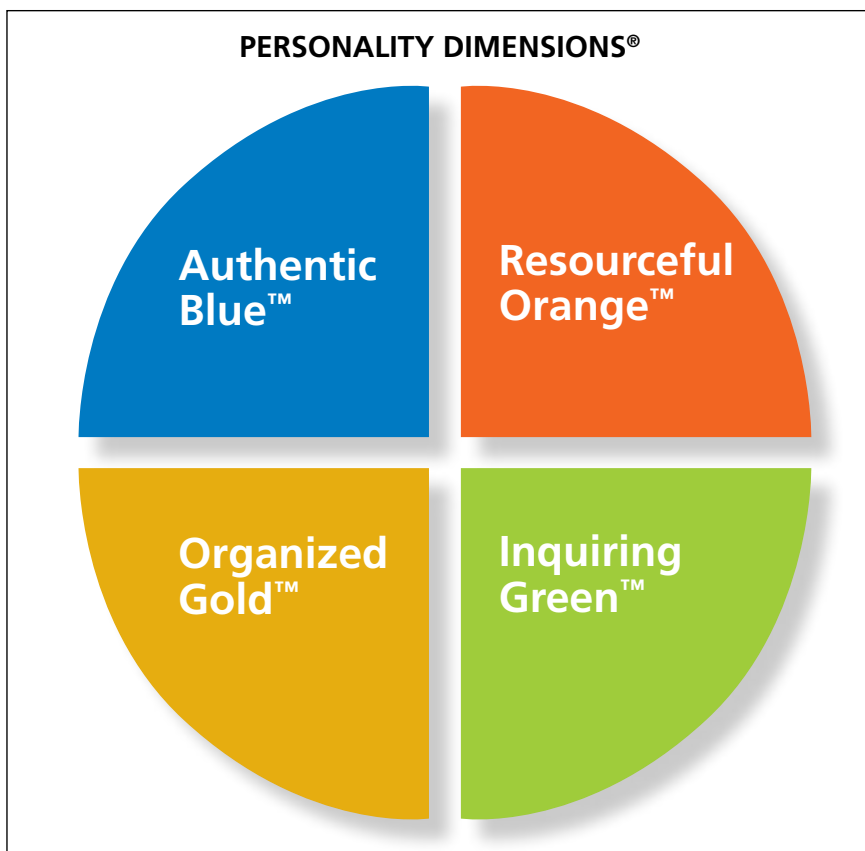 PERSONALITY DIMENSIONS®
Authentic
Blue™
Resourceful
Orange™
Organized
Gold™
Inquiring
Green™